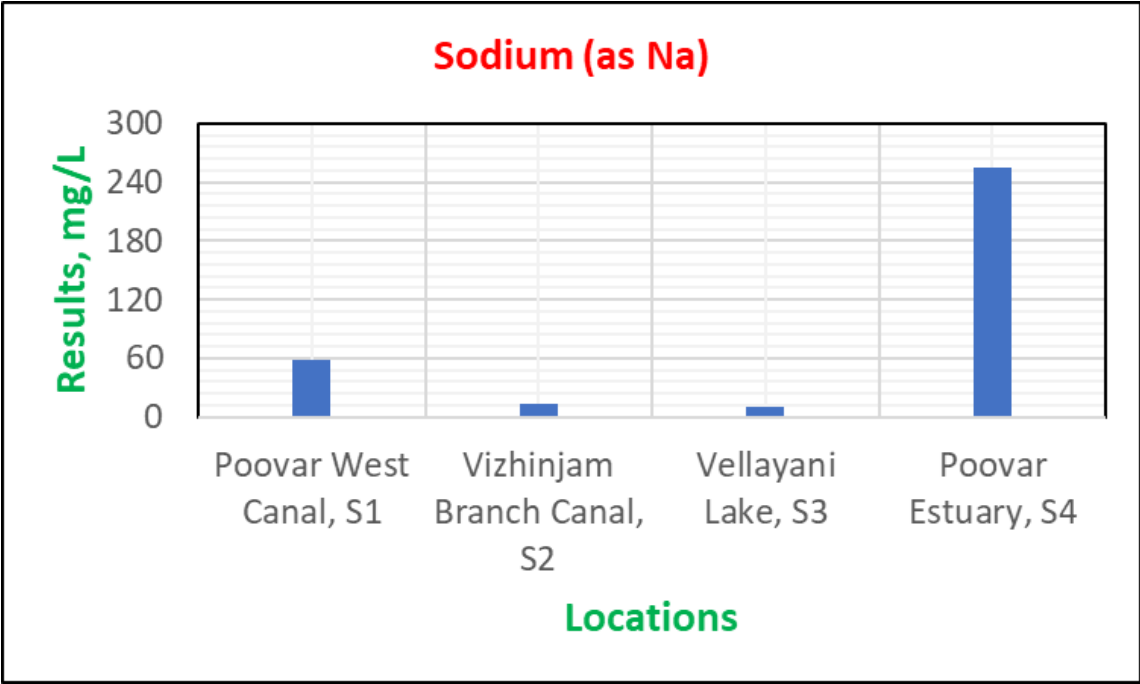 Sodium (as Na)
Results, mg/L
300
240
180
120
60
0
Poovar West
Canal, S1
Vizhinjam
Branch Canal,
S2
Vellayani
Lake, S3
Poovar
Estuary, S4
Locations